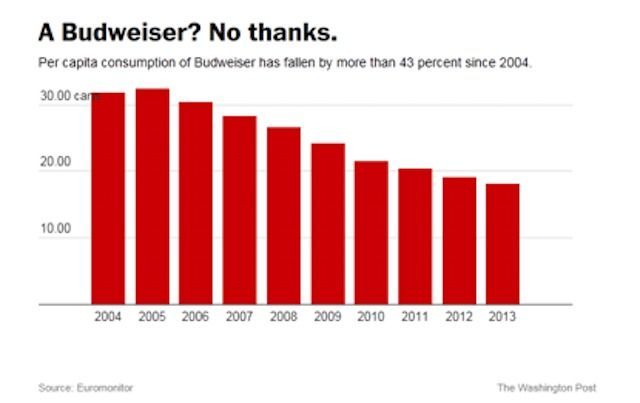 A Budweiser? No thanks.
Per capita consumption of Budweiser has fallen by more than 43 percent since 2004.
30.00
20.00
10.00
2004 2005 2006 2007 2008 2009 2010 2011 2012 2013
Source: Euromonitor
The Washington Post